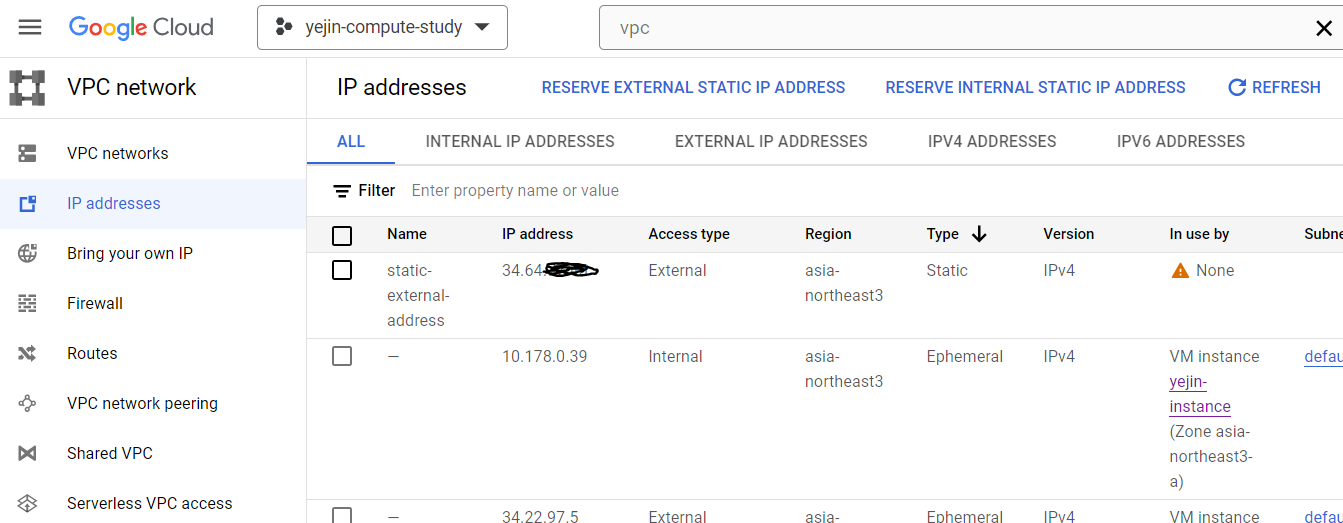 Google Cloud
yejin-compute-study
vpc
VPC network
IP addresses
RESERVE EXTERNAL STATIC IP ADDRESS
RESERVE INTERNAL STATIC IP ADDRESS
REFRESH
VPC networks
IP addresses
Bring your own IP
Firewall
Routes
VPC network peering
Shared VPC
Serverless VPC access
ALL
INTERNAL IP ADDRESSES
EXTERNAL IP ADDRESSES
IPV4 ADDRESSES
IPV6 ADDRESSES
Filter Enter property name or value
Name IP address Access type Region Type Version In use by Subne
static-
external-
address
34.64
External
asia-
northeast3
Static
IPv4
None
—
10.178.0.39
Internal
asia-
northeast3
Ephemeral
IPv4
VM instance
yejin-
instance
(Zone asia-
northeast3-
a)
defau
—
34.22.97.5
External
asia-
Ephemeral
IPv4
VM instance
defau